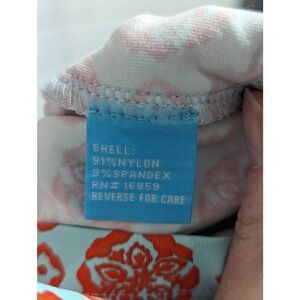 SHELL:
91% NYLON
9% SPANDEX
RN# 16859
REVERSE FOR CARE